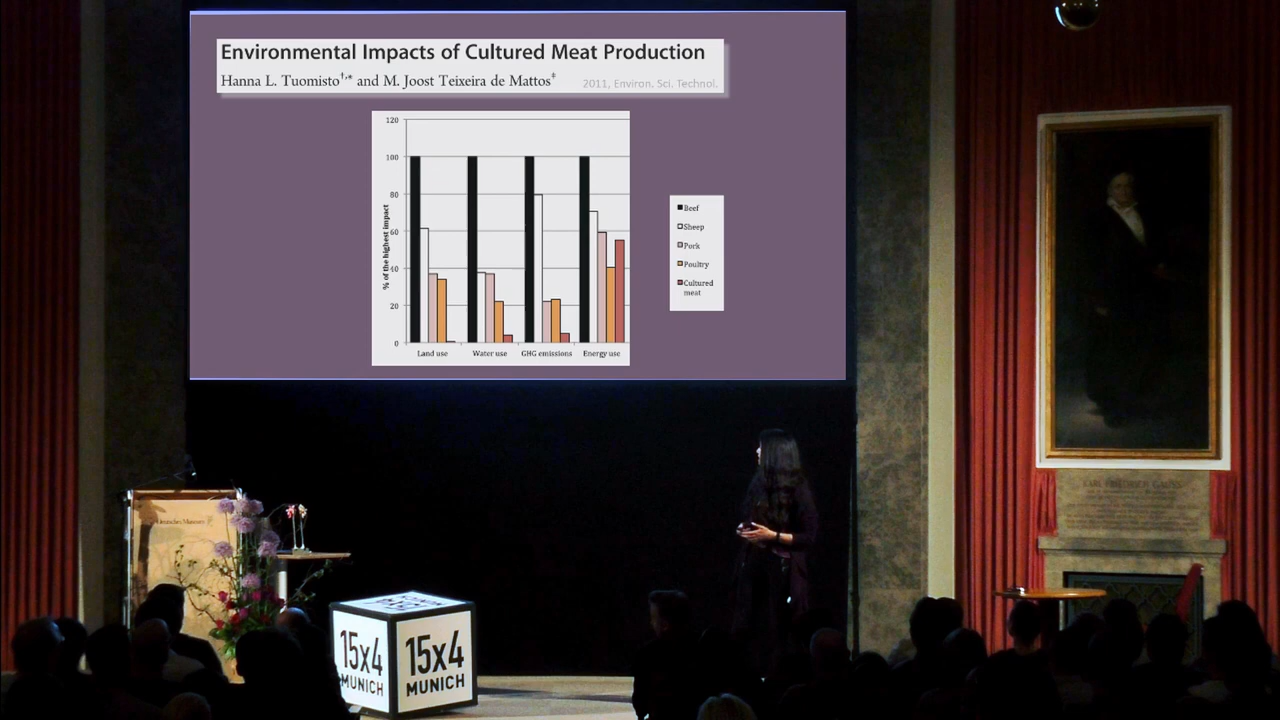 Environmental Impacts of Cultured Meat Production
Hanna L. Tuomisto†,* and M. Joost Teixeira de Mattos‡
2011, Environ. Sci. Technol.
120
100
80
60
40
20
0
% of the highest impact
Land use
Water use
GHG emissions
Energy use
Beef
Sheep
Pork
Poultry
Cultured
meat
Deutsches Museum
15x4
MUNICH
15x4
MUNICH